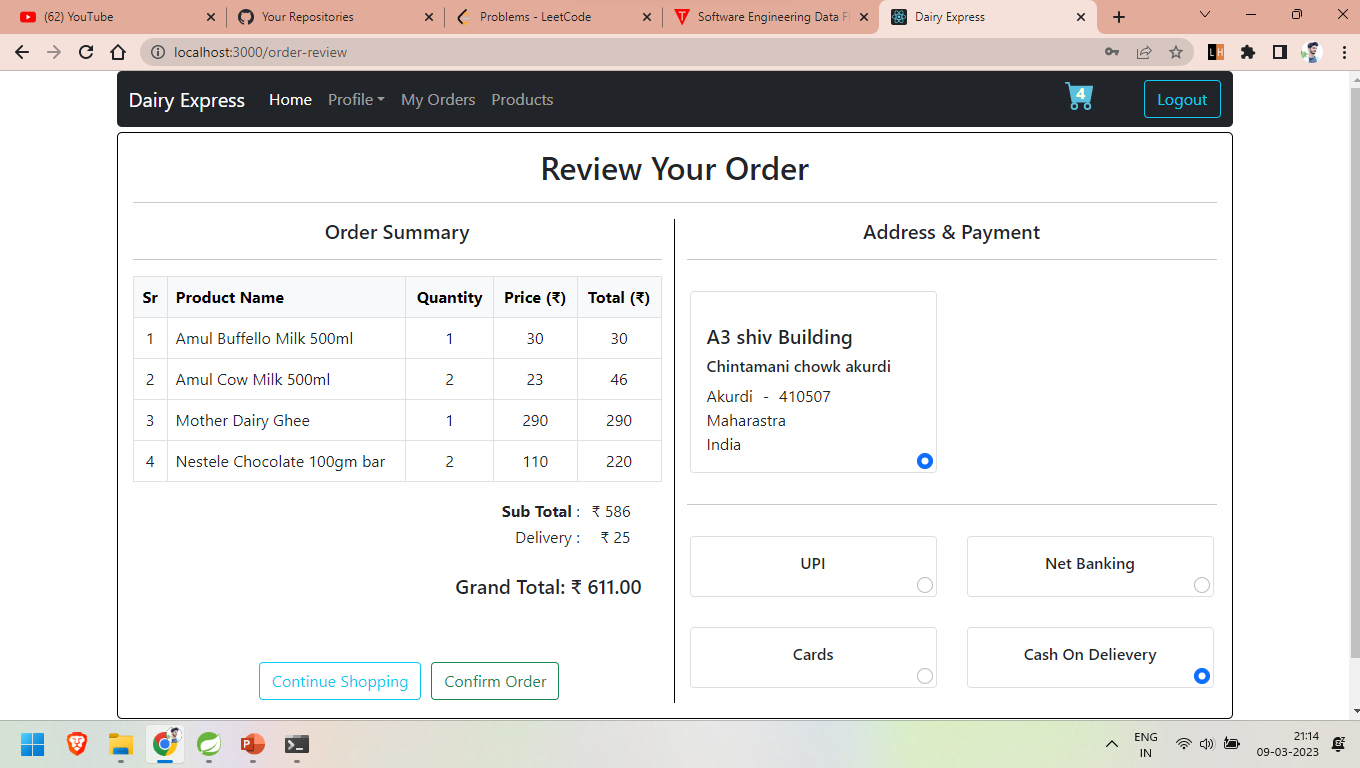 (62) YouTube
Your Repositories
Problems - LeetCode
Software Engineering Data Fl
Dairy Express
localhost:3000/order-review
Dairy Express Home Profile My Orders Products 4 Logout
Review Your Order
Order Summary
Sr Product Name Quantity Price (₹) Total (₹)
1 Amul Buffello Milk 500ml 1 30 30
2 Amul Cow Milk 500ml 2 23 46
3 Mother Dairy Ghee 1 290 290
4 Nestele Chocolate 100gm bar 2 110 220
Sub Total : ₹ 586
Delivery : ₹ 25
Grand Total: ₹ 611.00
Continue Shopping Confirm Order
Address & Payment
A3 shiv Building
Chintamani chowk akurdi
Akurdi - 410507
Maharastra
India
UPI
Net Banking
Cards
Cash On Delievery
ENG
IN
21:14
09-03-2023